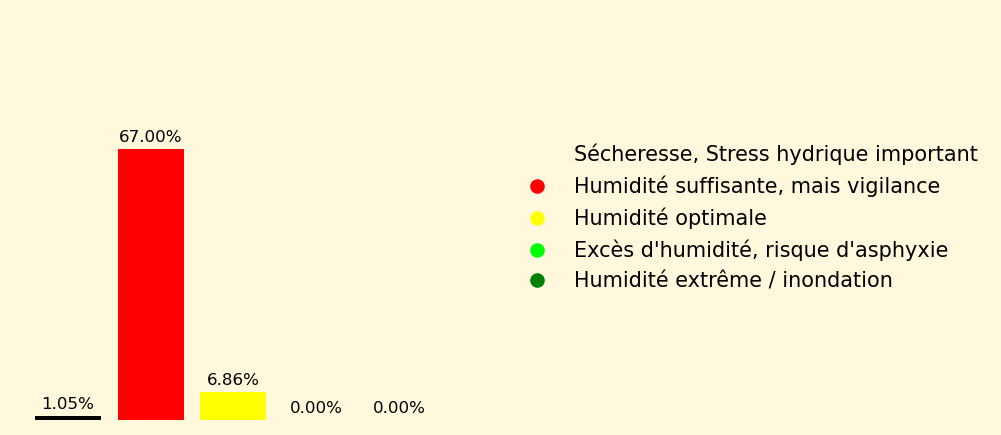 67.00%
Sécheresse, Stress hydrique important
Humidité suffisante, mais vigilance
Humidité optimale
Excès d'humidité, risque d'asphyxie
Humidité extrême / inondation
6.86%
1.05%
0.00%
0.00%